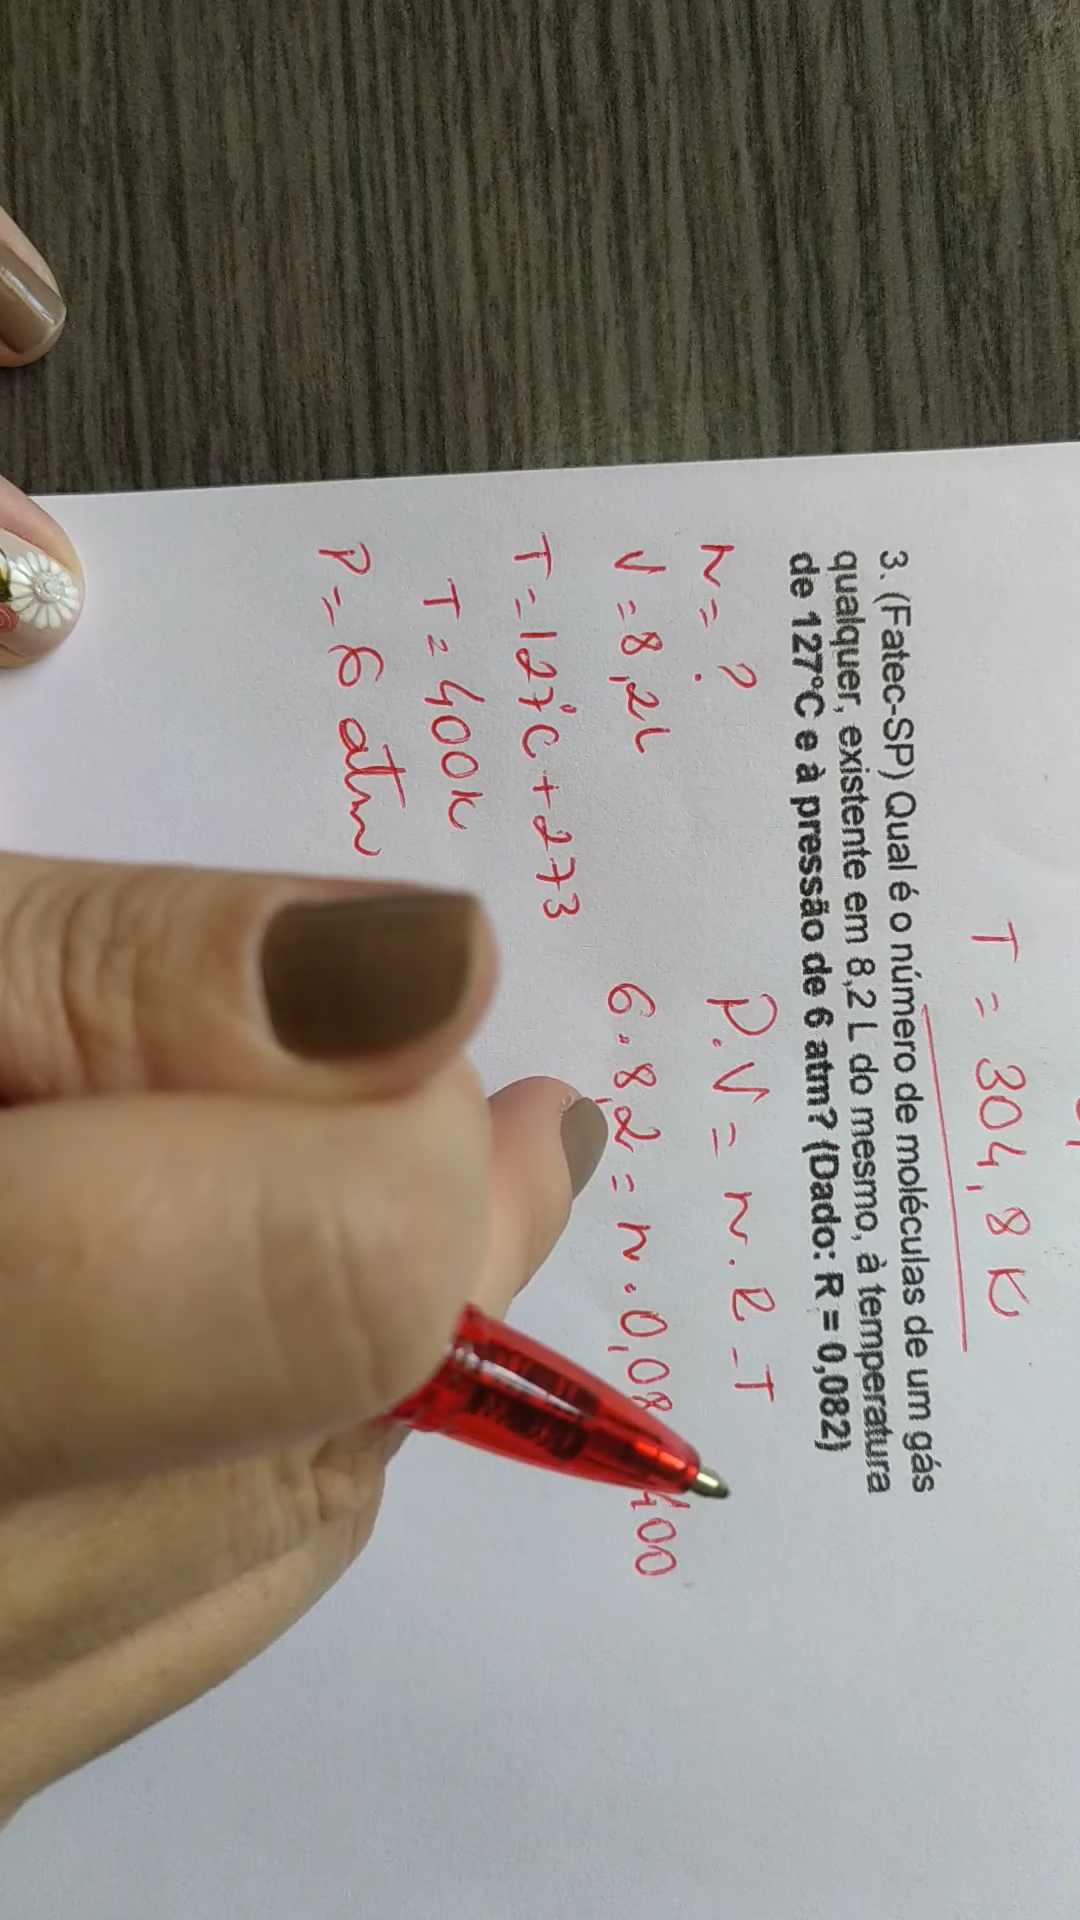 T = 304,8 K
3. (Fatec-SP) Qual é o número de moléculas de um gás
qualquer, existente em 8,2 L do mesmo, à temperatura
de 127°C e à pressão de 6 atm? (Dado: R = 0,082)
n = ?
P.V = n.R.T
V = 8,2L
6.8,2 = n.0,08 400
T = 127°C + 273
T = 400K
P = 6 atm